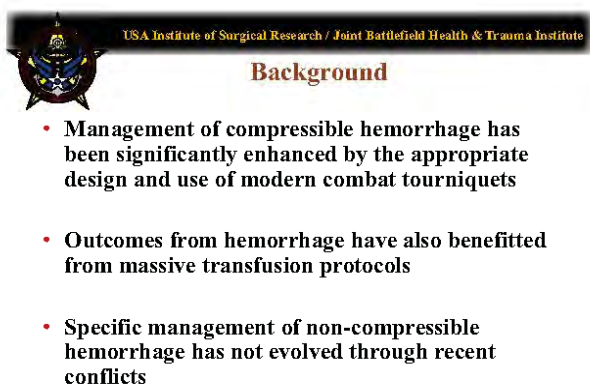 USA Institute of Surgical Research / Joint Battlefield Health & Trauma Institute
Background
• Management of compressible hemorrhage has
been significantly enhanced by the appropriate
design and use of modern combat tourniquets
• Outcomes from hemorrhage have also benefitted
from massive transfusion protocols
• Specific management of non-compressible
hemorrhage has not evolved through recent
conflicts